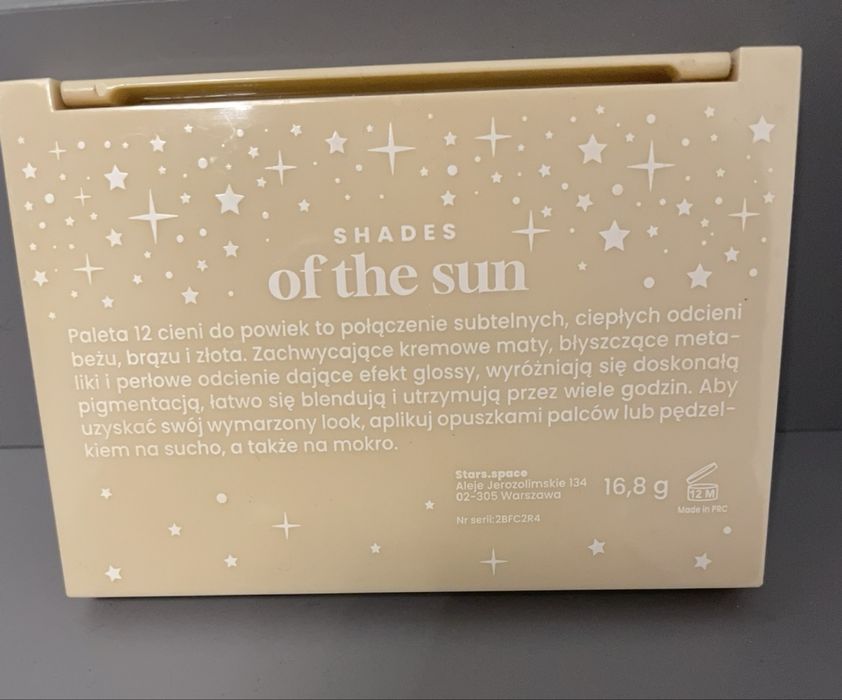 SHADES
of the sun
Paleta 12 cieni do powiek to połączenie subtelnych, ciepłych odcieni
beżu, brązu i złota. Zachwycające kremowe maty, błyszczące meta-
liki i perłowe odcienie dające efekt glossy, wyróżniają się doskonałą
pigmentacją, łatwo się blendują i utrzymują przez wiele godzin. Aby
uzyskać swój wymarzony look, aplikuj opuszkami palców lub pędzel-
kiem na sucho, a także na mokro.
Stars.space
Aleje Jerozolimskie 134
02-305 Warszawa
Nr serii:2BFC2R4
16,8 g
12 M
Made in PRC